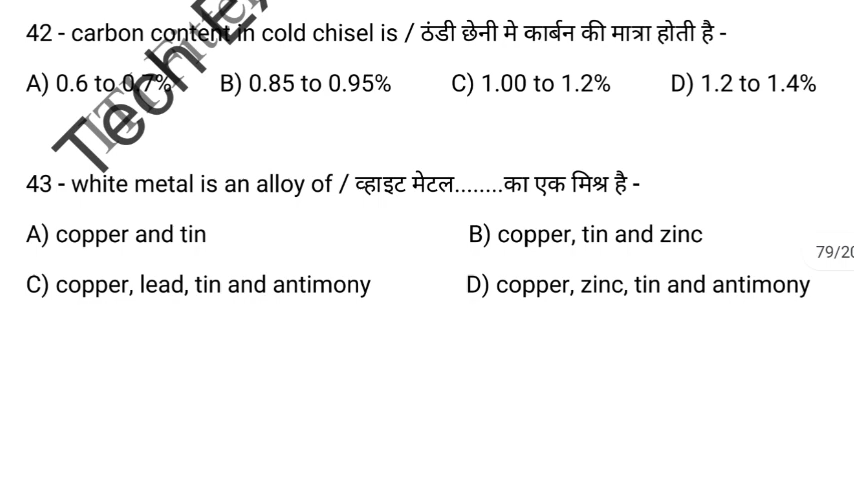 42 - carbon content in cold chisel is / ठंडी छेनी मे कार्बन की मात्रा होती है -
A) 0.6 to 0.7% B) 0.85 to 0.95% C) 1.00 to 1.2% D) 1.2 to 1.4%
43 - white metal is an alloy of / व्हाइट मेटल........का एक मिश्र है -
A) copper and tin B) copper, tin and zinc
79/20
C) copper, lead, tin and antimony D) copper, zinc, tin and antimony